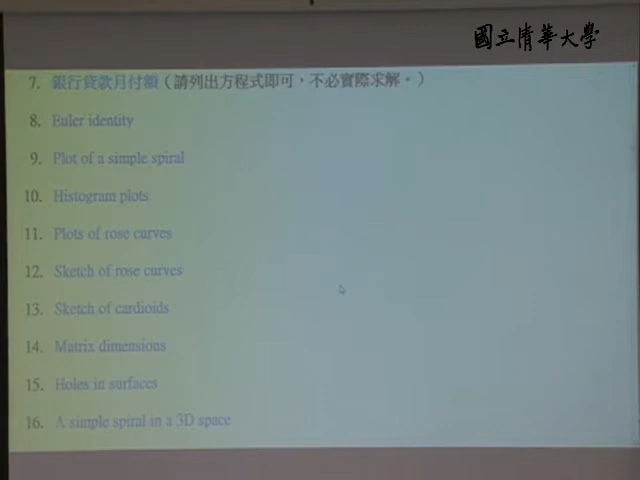 國立清華大學
7. 銀行貸款月付額（請列出方程式即可，不必實際求解。）
8. Euler identity
9. Plot of a simple spiral
10. Histogram plots
11. Plots of rose curves
12. Sketch of rose curves
13. Sketch of cardioids
14. Matrix dimensions
15. Holes in surfaces
16. A simple spiral in a 3D space